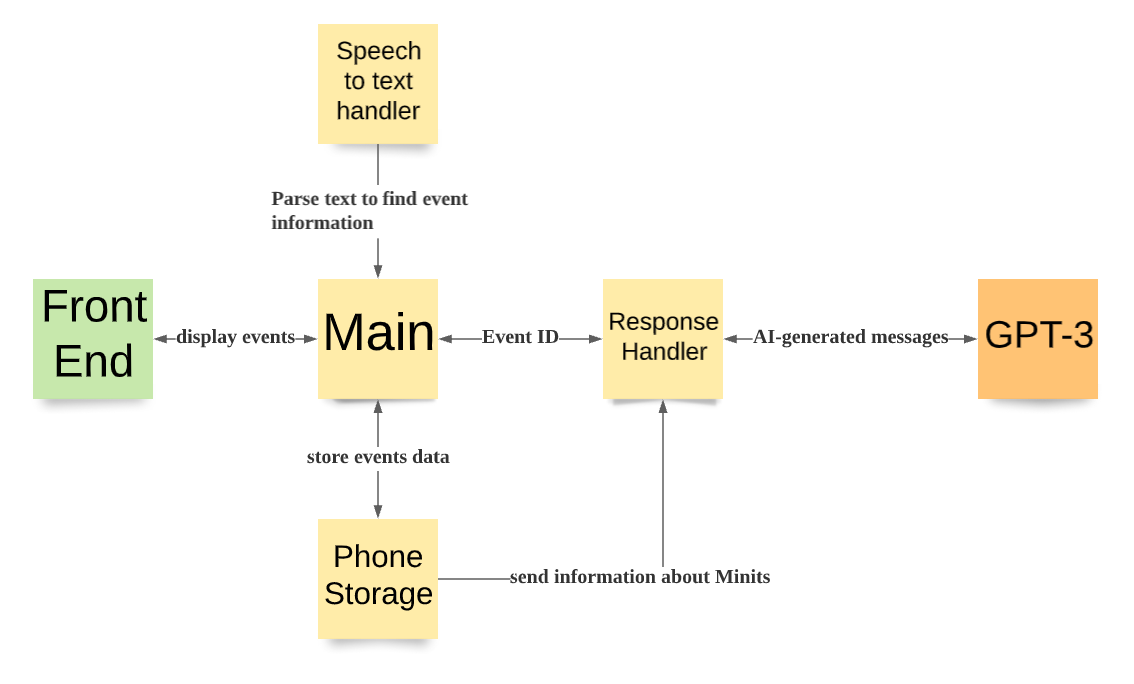 Speech
to text
handler
Parse text to find event
information
Front
End
display events
Main
Event ID
Response
Handler
AI-generated messages
GPT-3
store events data
Phone
Storage
send information about Minits